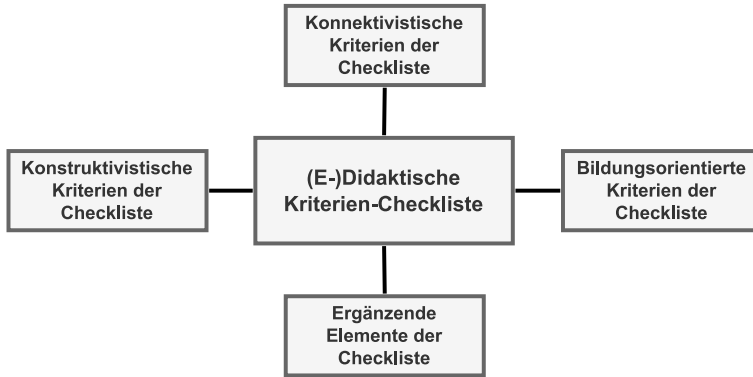 Konnektivistische
Kriterien der
Checkliste
Konstruktivistische
Kriterien der
Checkliste
(E-)Didaktische
Kriterien-Checkliste
Bildungsorientierte
Kriterien der
Checkliste
Ergänzende
Elemente der
Checkliste